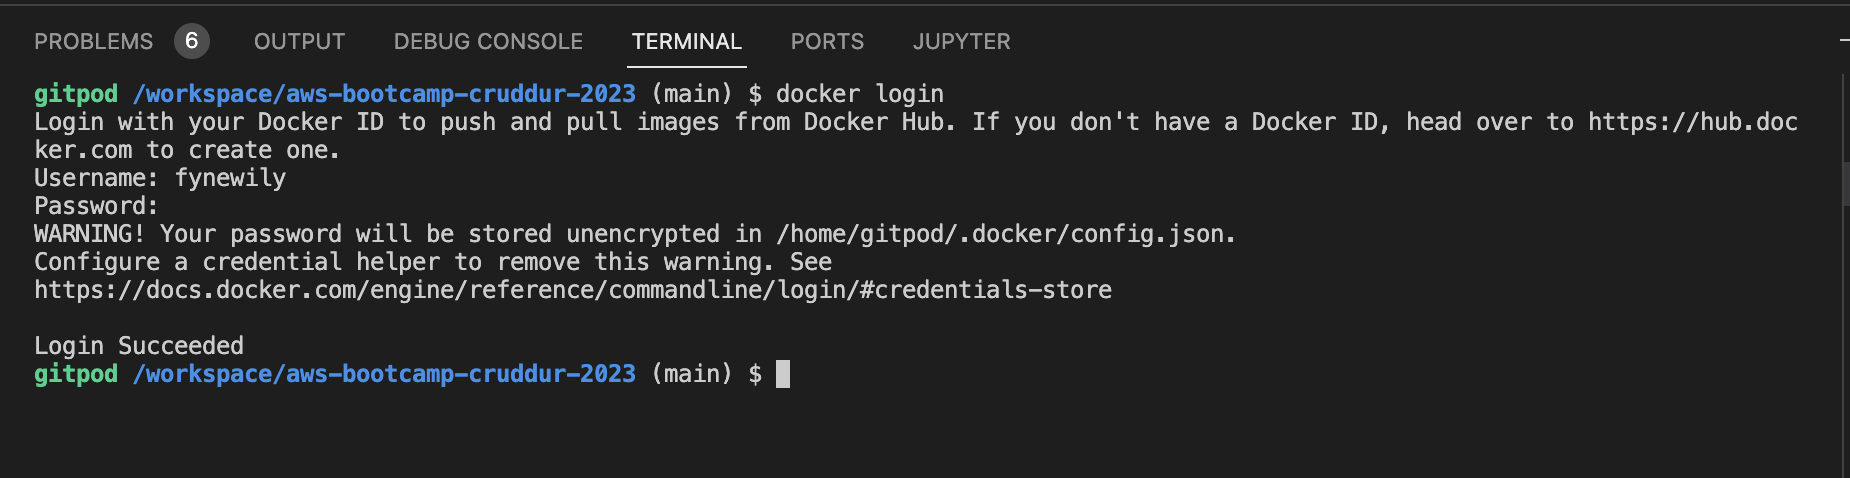 PROBLEMS 6 OUTPUT DEBUG CONSOLE TERMINAL PORTS JUPYTER
gitpod /workspace/aws-bootcamp-cruddur-2023 (main) $ docker login
Login with your Docker ID to push and pull images from Docker Hub. If you don't have a Docker ID, head over to https://hub.doc
ker.com to create one.
Username: fynewily
Password:
WARNING! Your password will be stored unencrypted in /home/gitpod/.docker/config.json.
Configure a credential helper to remove this warning. See
https://docs.docker.com/engine/reference/commandline/login/#credentials-store
Login Succeeded
gitpod /workspace/aws-bootcamp-cruddur-2023 (main) $